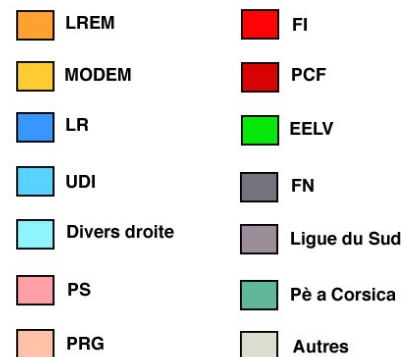 LREM
MODEM
LR
UDI
Divers droite
PS
PRG
FI
PCF
EELV
FN
Ligue du Sud
Pè a Corsica
Autres